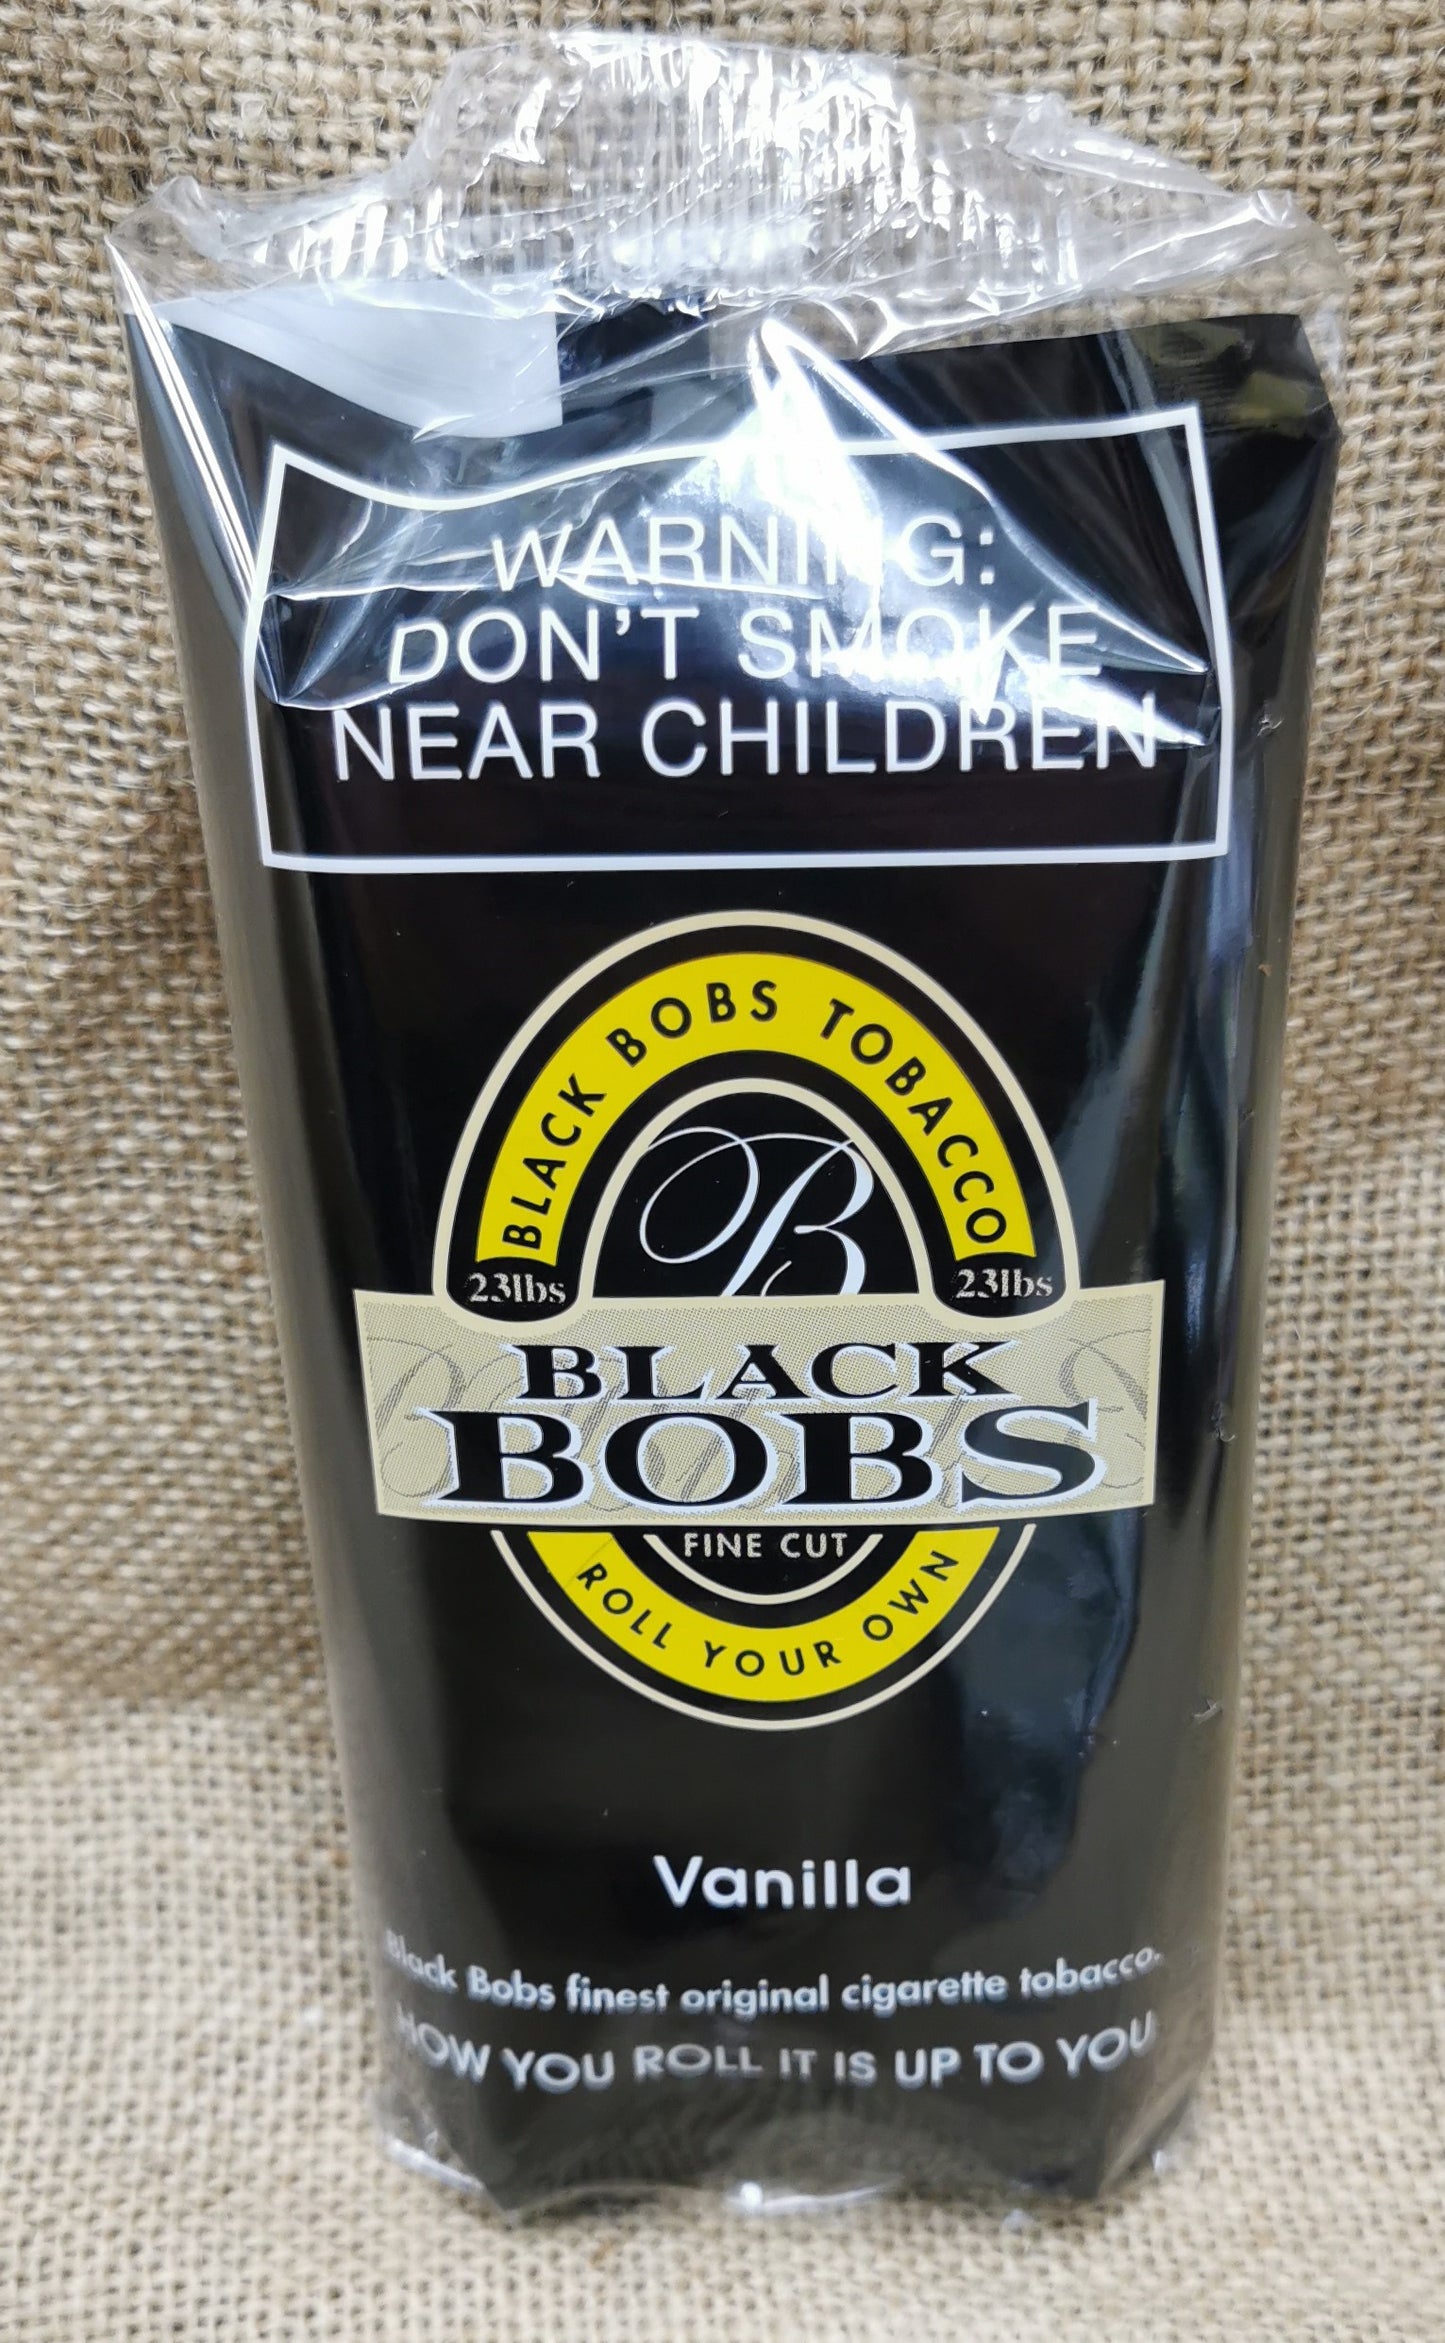 WARNING:
DON'T SMOKE
NEAR CHILDREN
BLACK BOBS TOBACCO
B
23lbs 23lbs
BLACK
BOBS
FINE CUT
ROLL YOUR OWN
Vanilla
Black Bobs finest original cigarette tobacco.
HOW YOU ROLL IT IS UP TO YOU